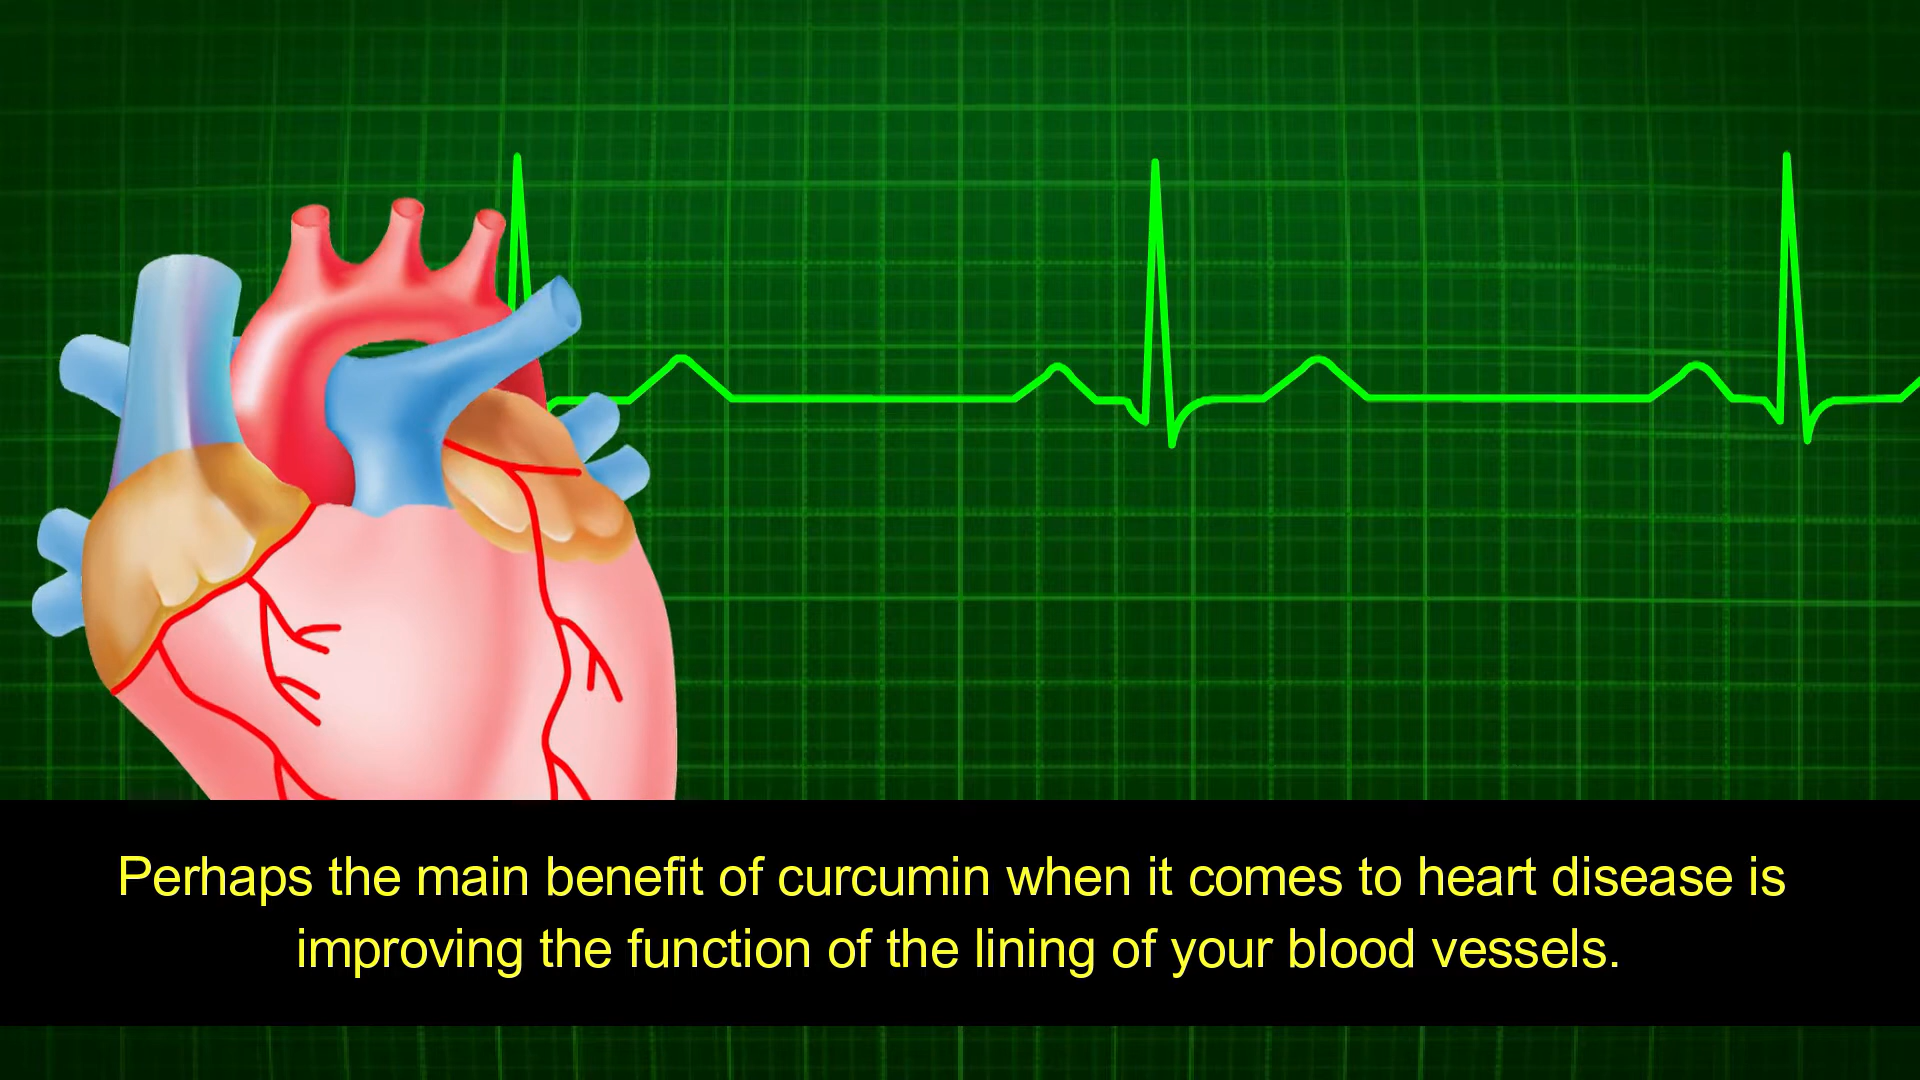 Perhaps the main benefit of curcumin when it comes to heart disease is
improving the function of the lining of your blood vessels.